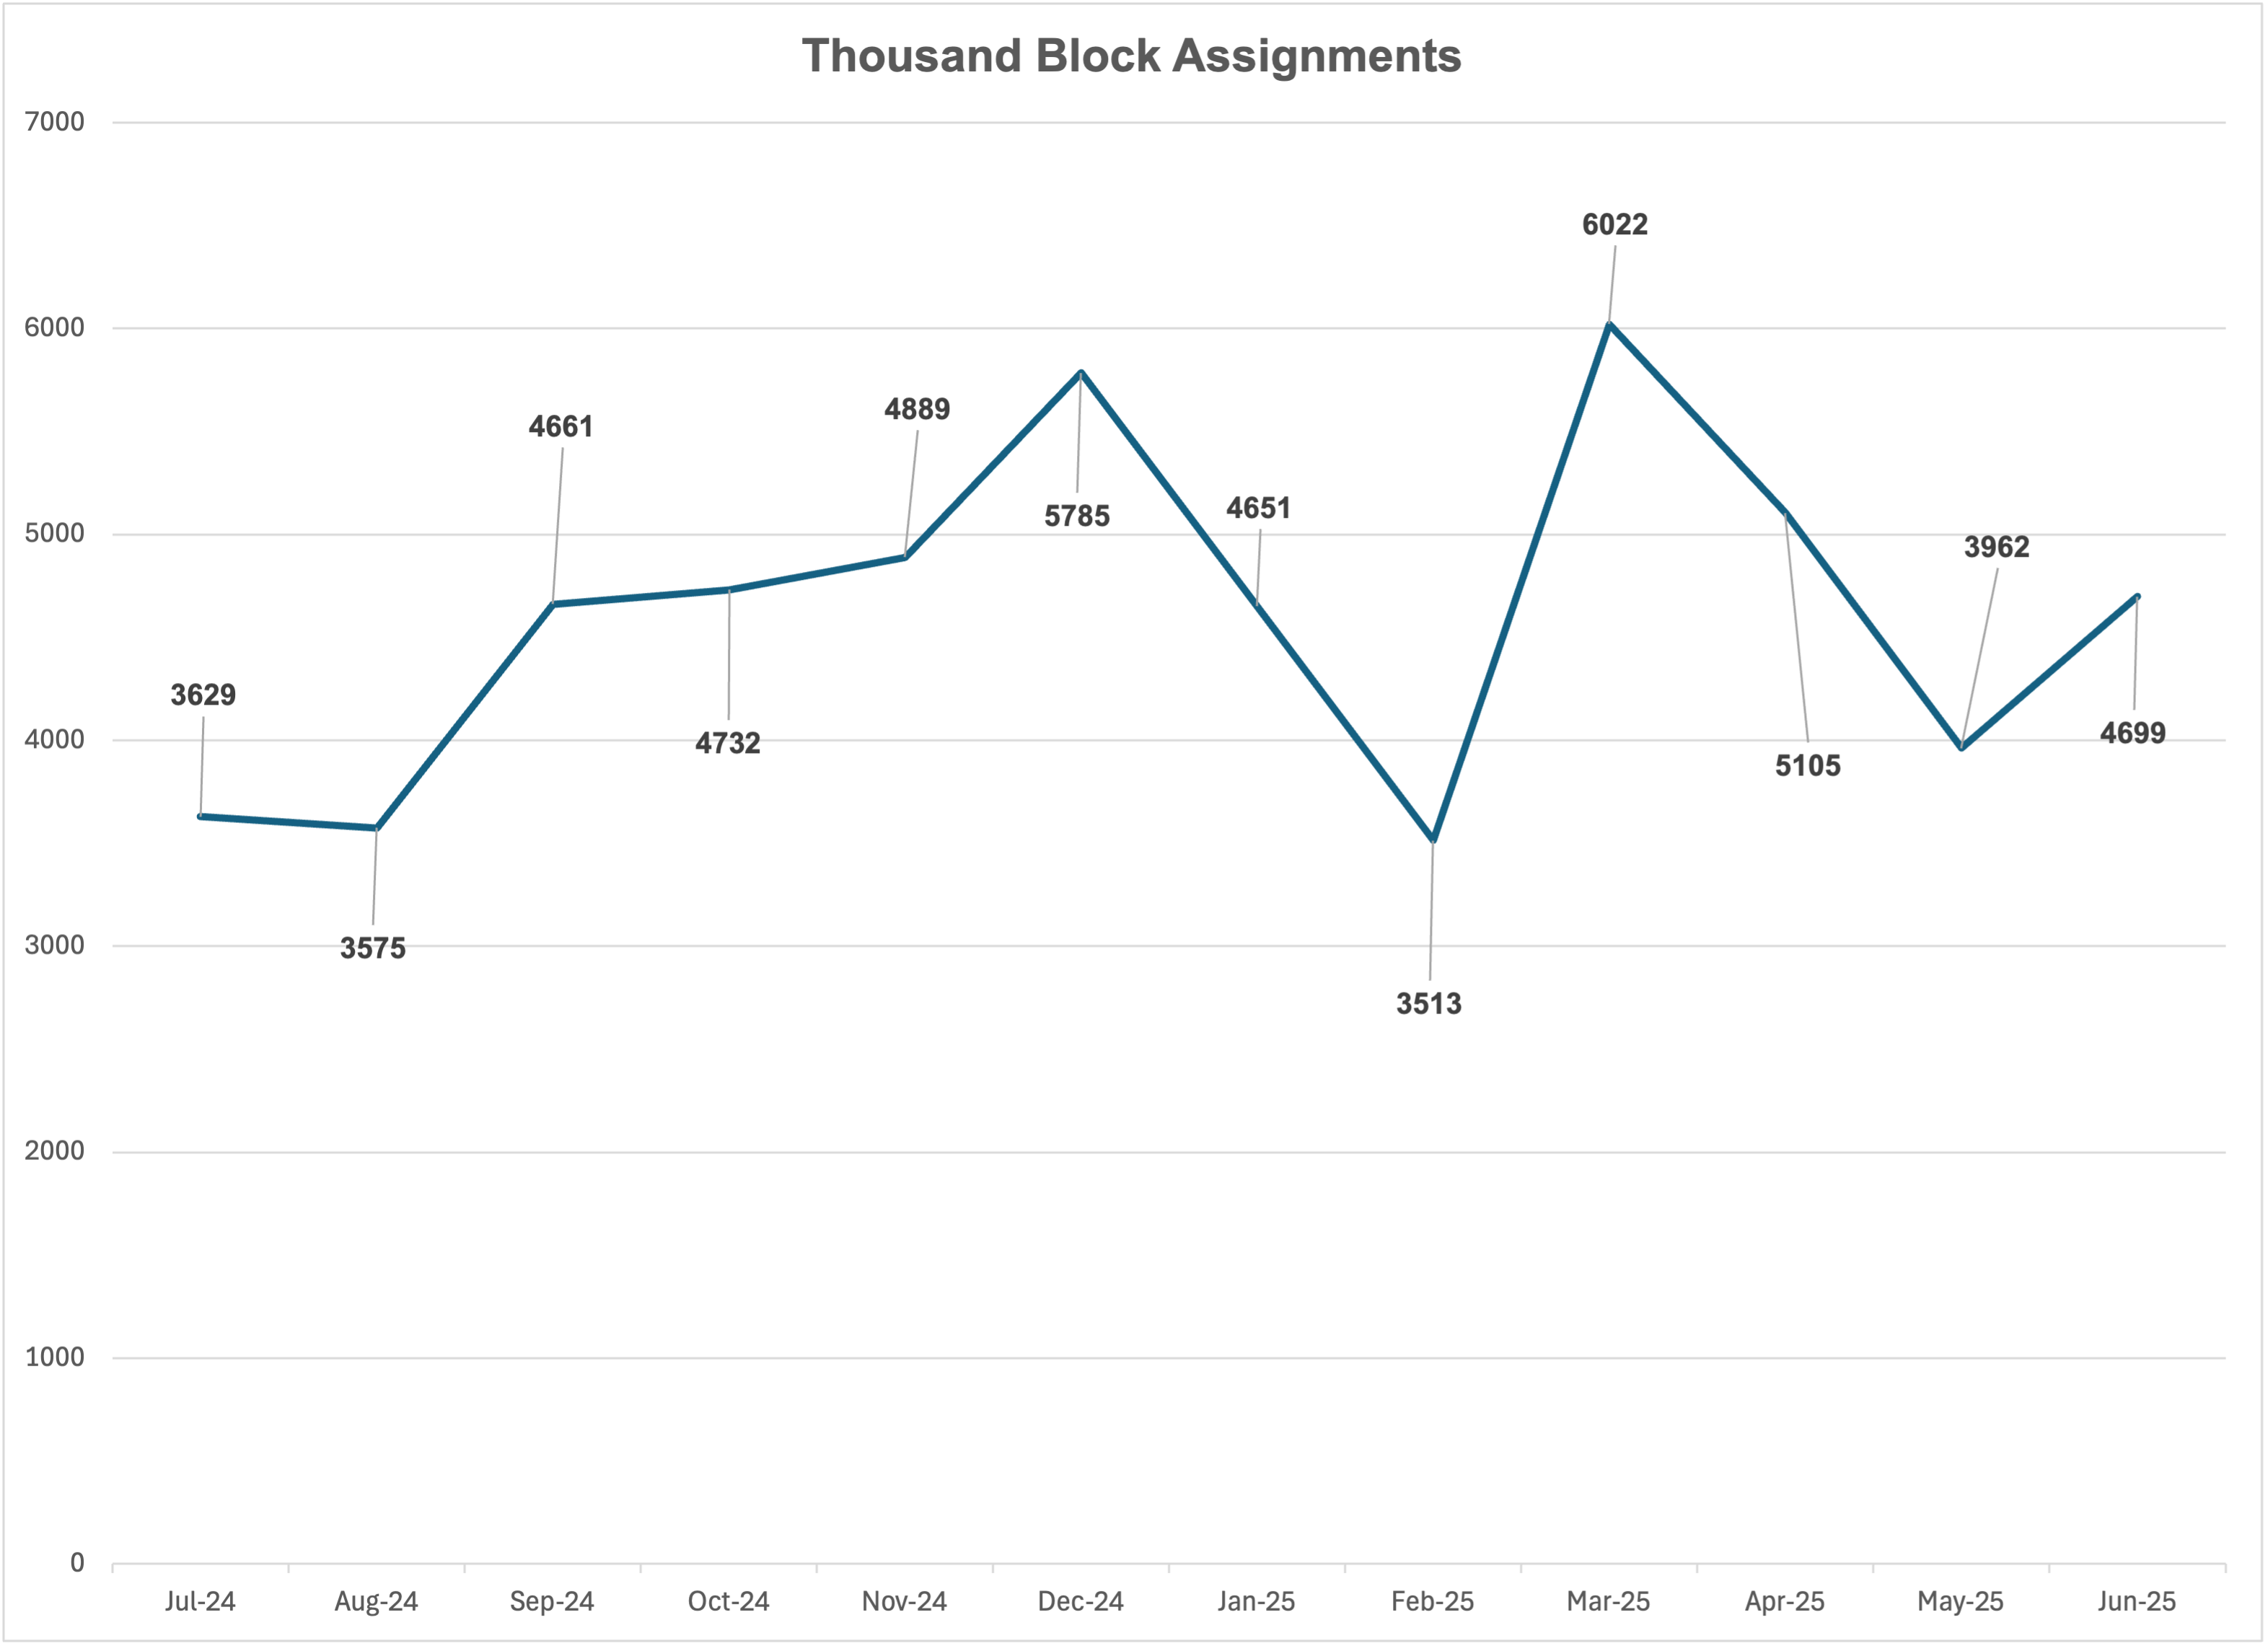 Thousand Block Assignments
7000
6000
5000
4000
3000
2000
1000
0
3629
3575
4661
4732
4889
5785
4651
3513
6022
5105
3962
4699
Jul-24
Aug-24
Sep-24
Oct-24
Nov-24
Dec-24
Jan-25
Feb-25
Mar-25
Apr-25
May-25
Jun-25